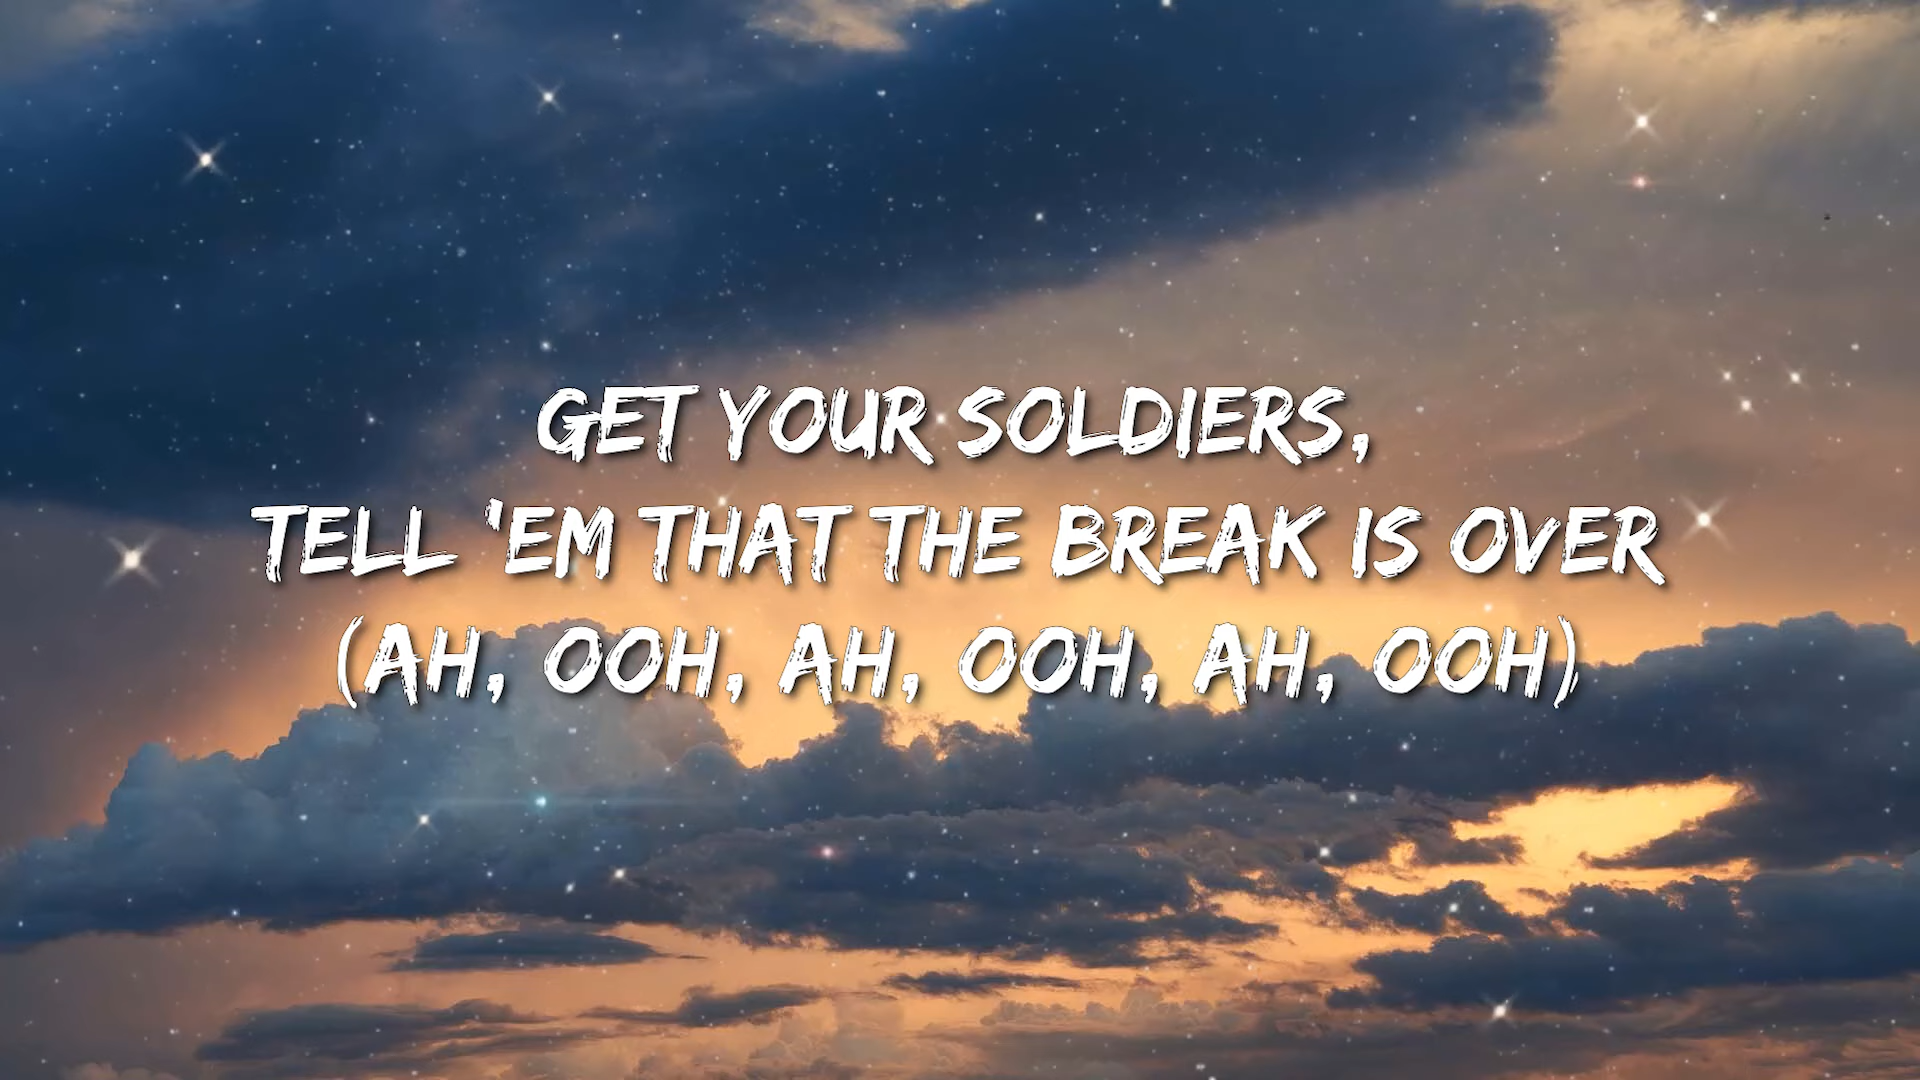 GET YOUR SOLDIERS,
TELL 'EM THAT THE BREAK IS OVER
(AH, OOH, AH, OOH, AH, OOH)